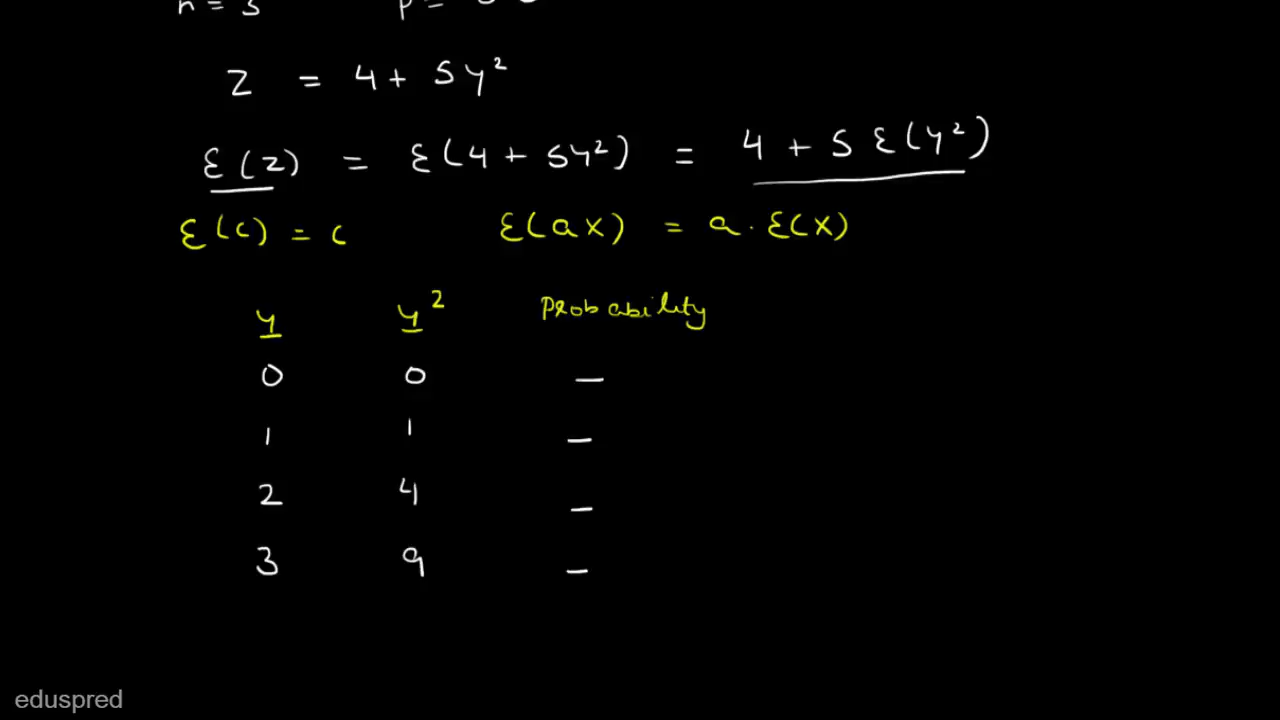 n = 3 p =
Z = 4 + 5y²
E(Z) = E(4 + 5y²) = 4 + 5 E(y²)
E(c) = c E(ax) = a · E(x)
y y² Probability
0 0 —
1 1 —
2 4 —
3 9 —
eduspred